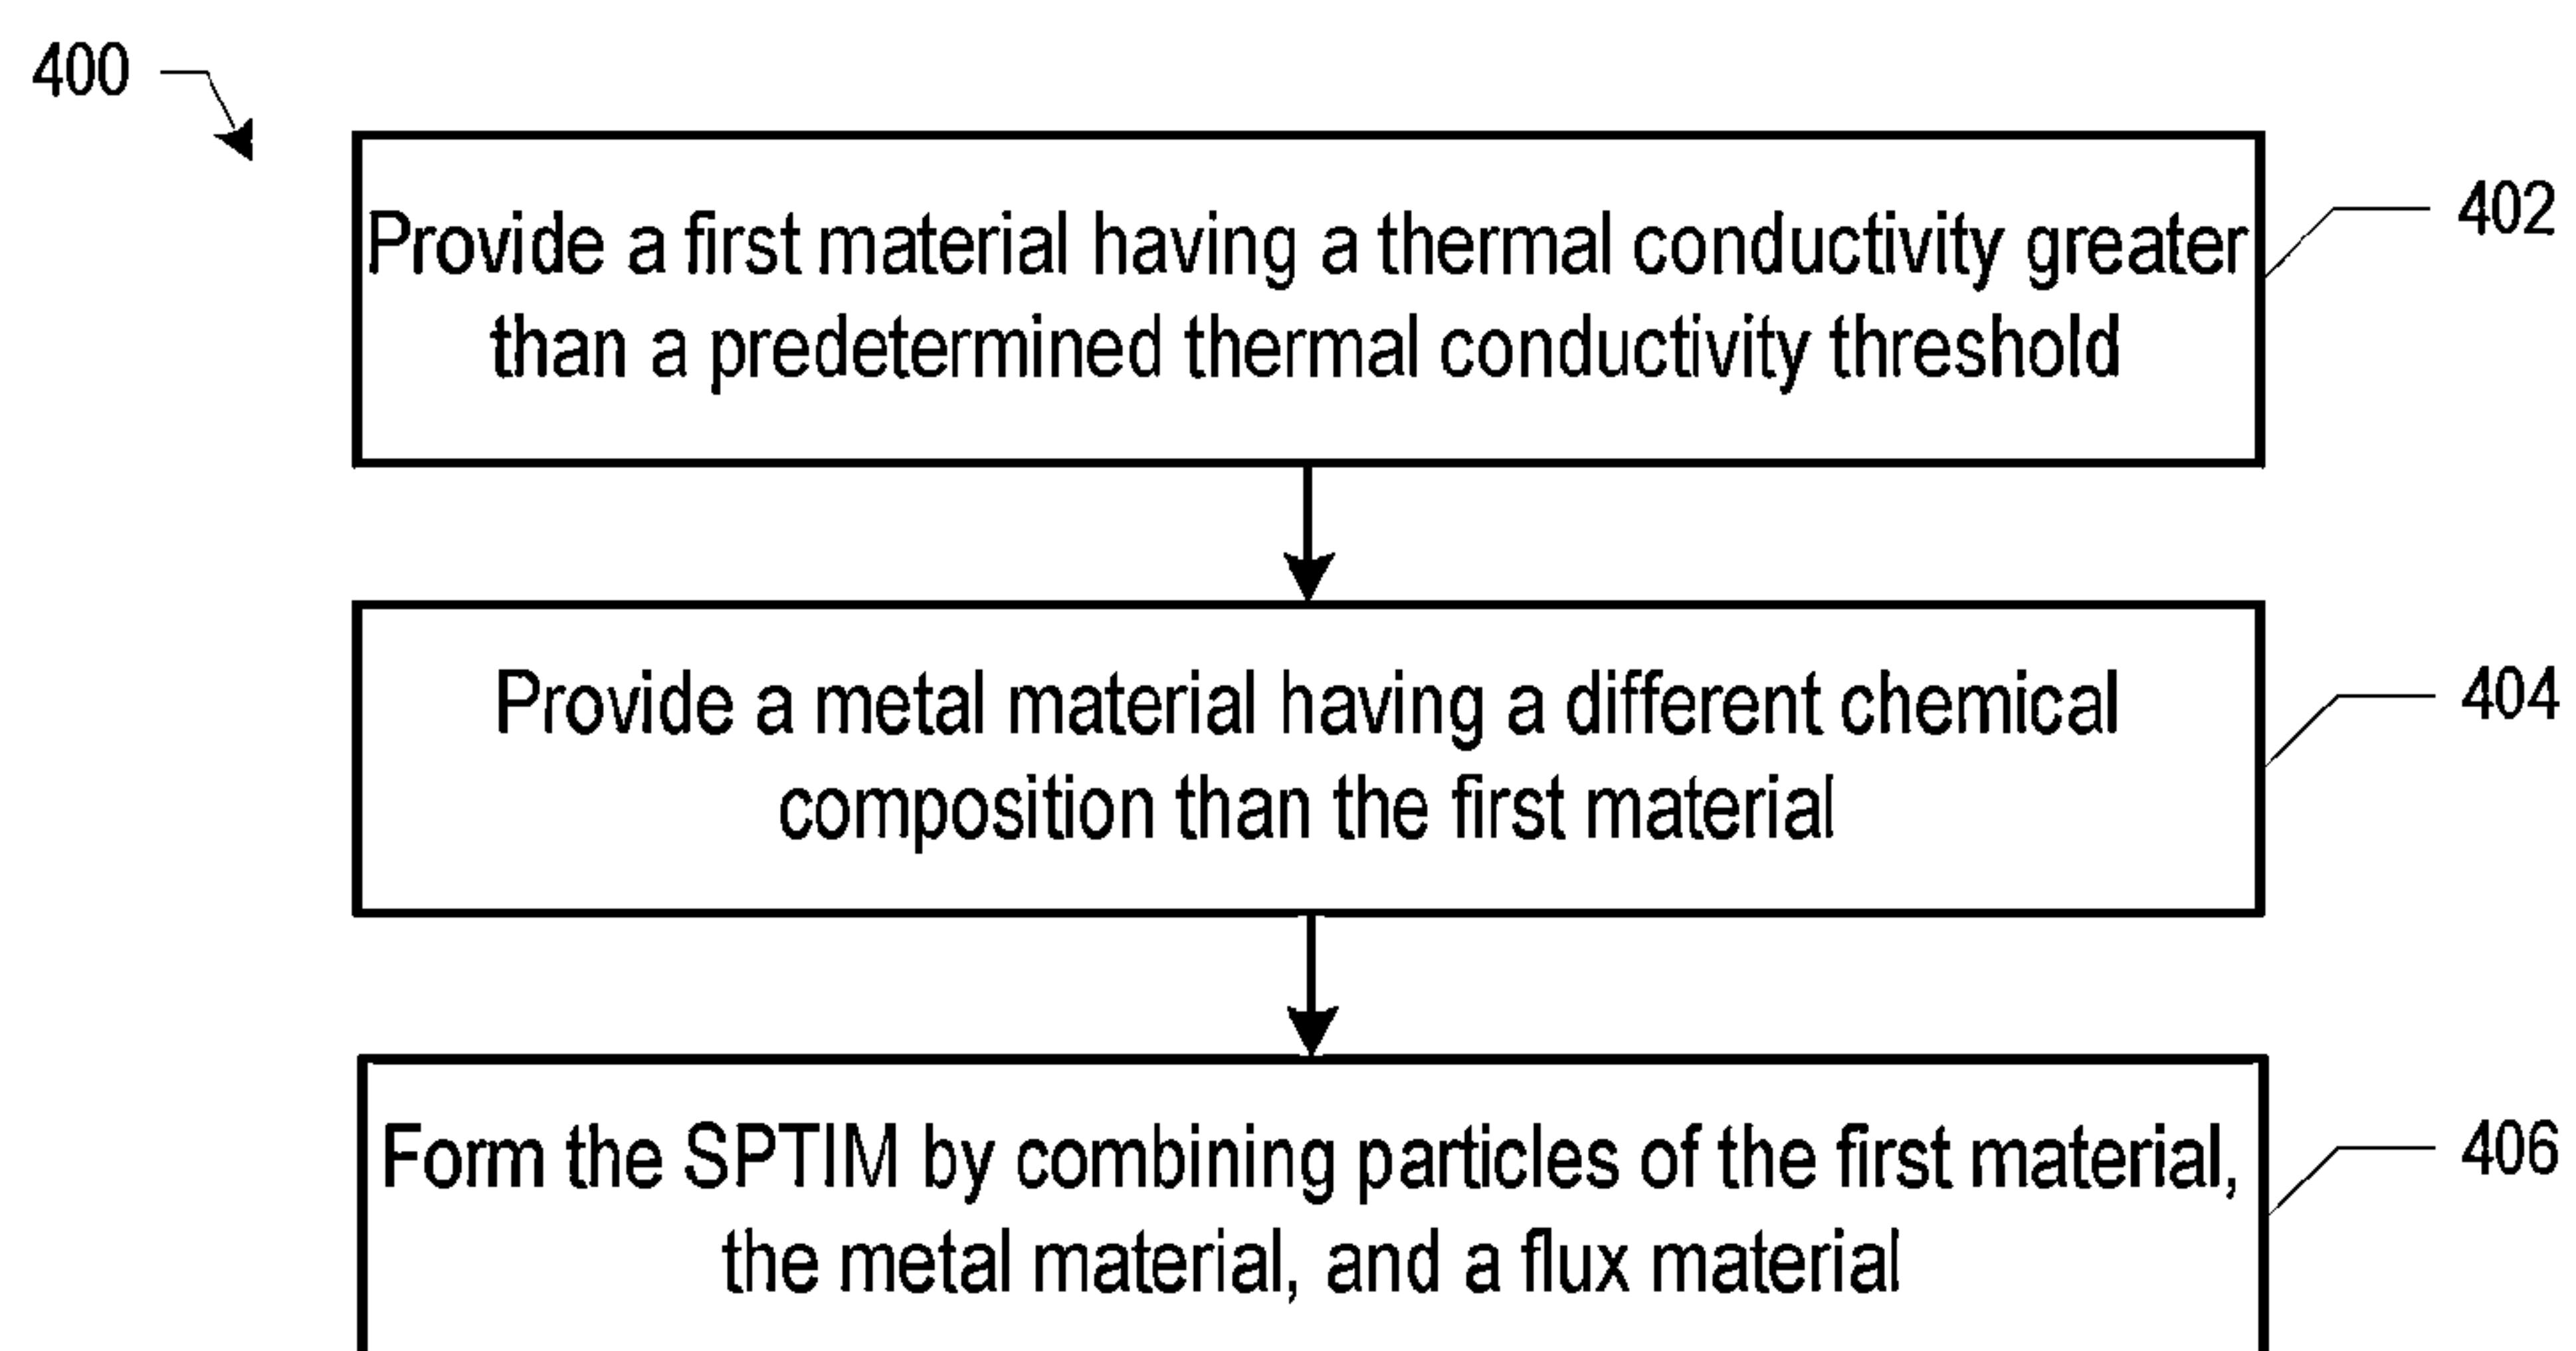 400
Provide a first material having a thermal conductivity greater
than a predetermined thermal conductivity threshold
402
Provide a metal material having a different chemical
composition than the first material
404
Form the SPTIM by combining particles of the first material,
the metal material, and a flux material
406